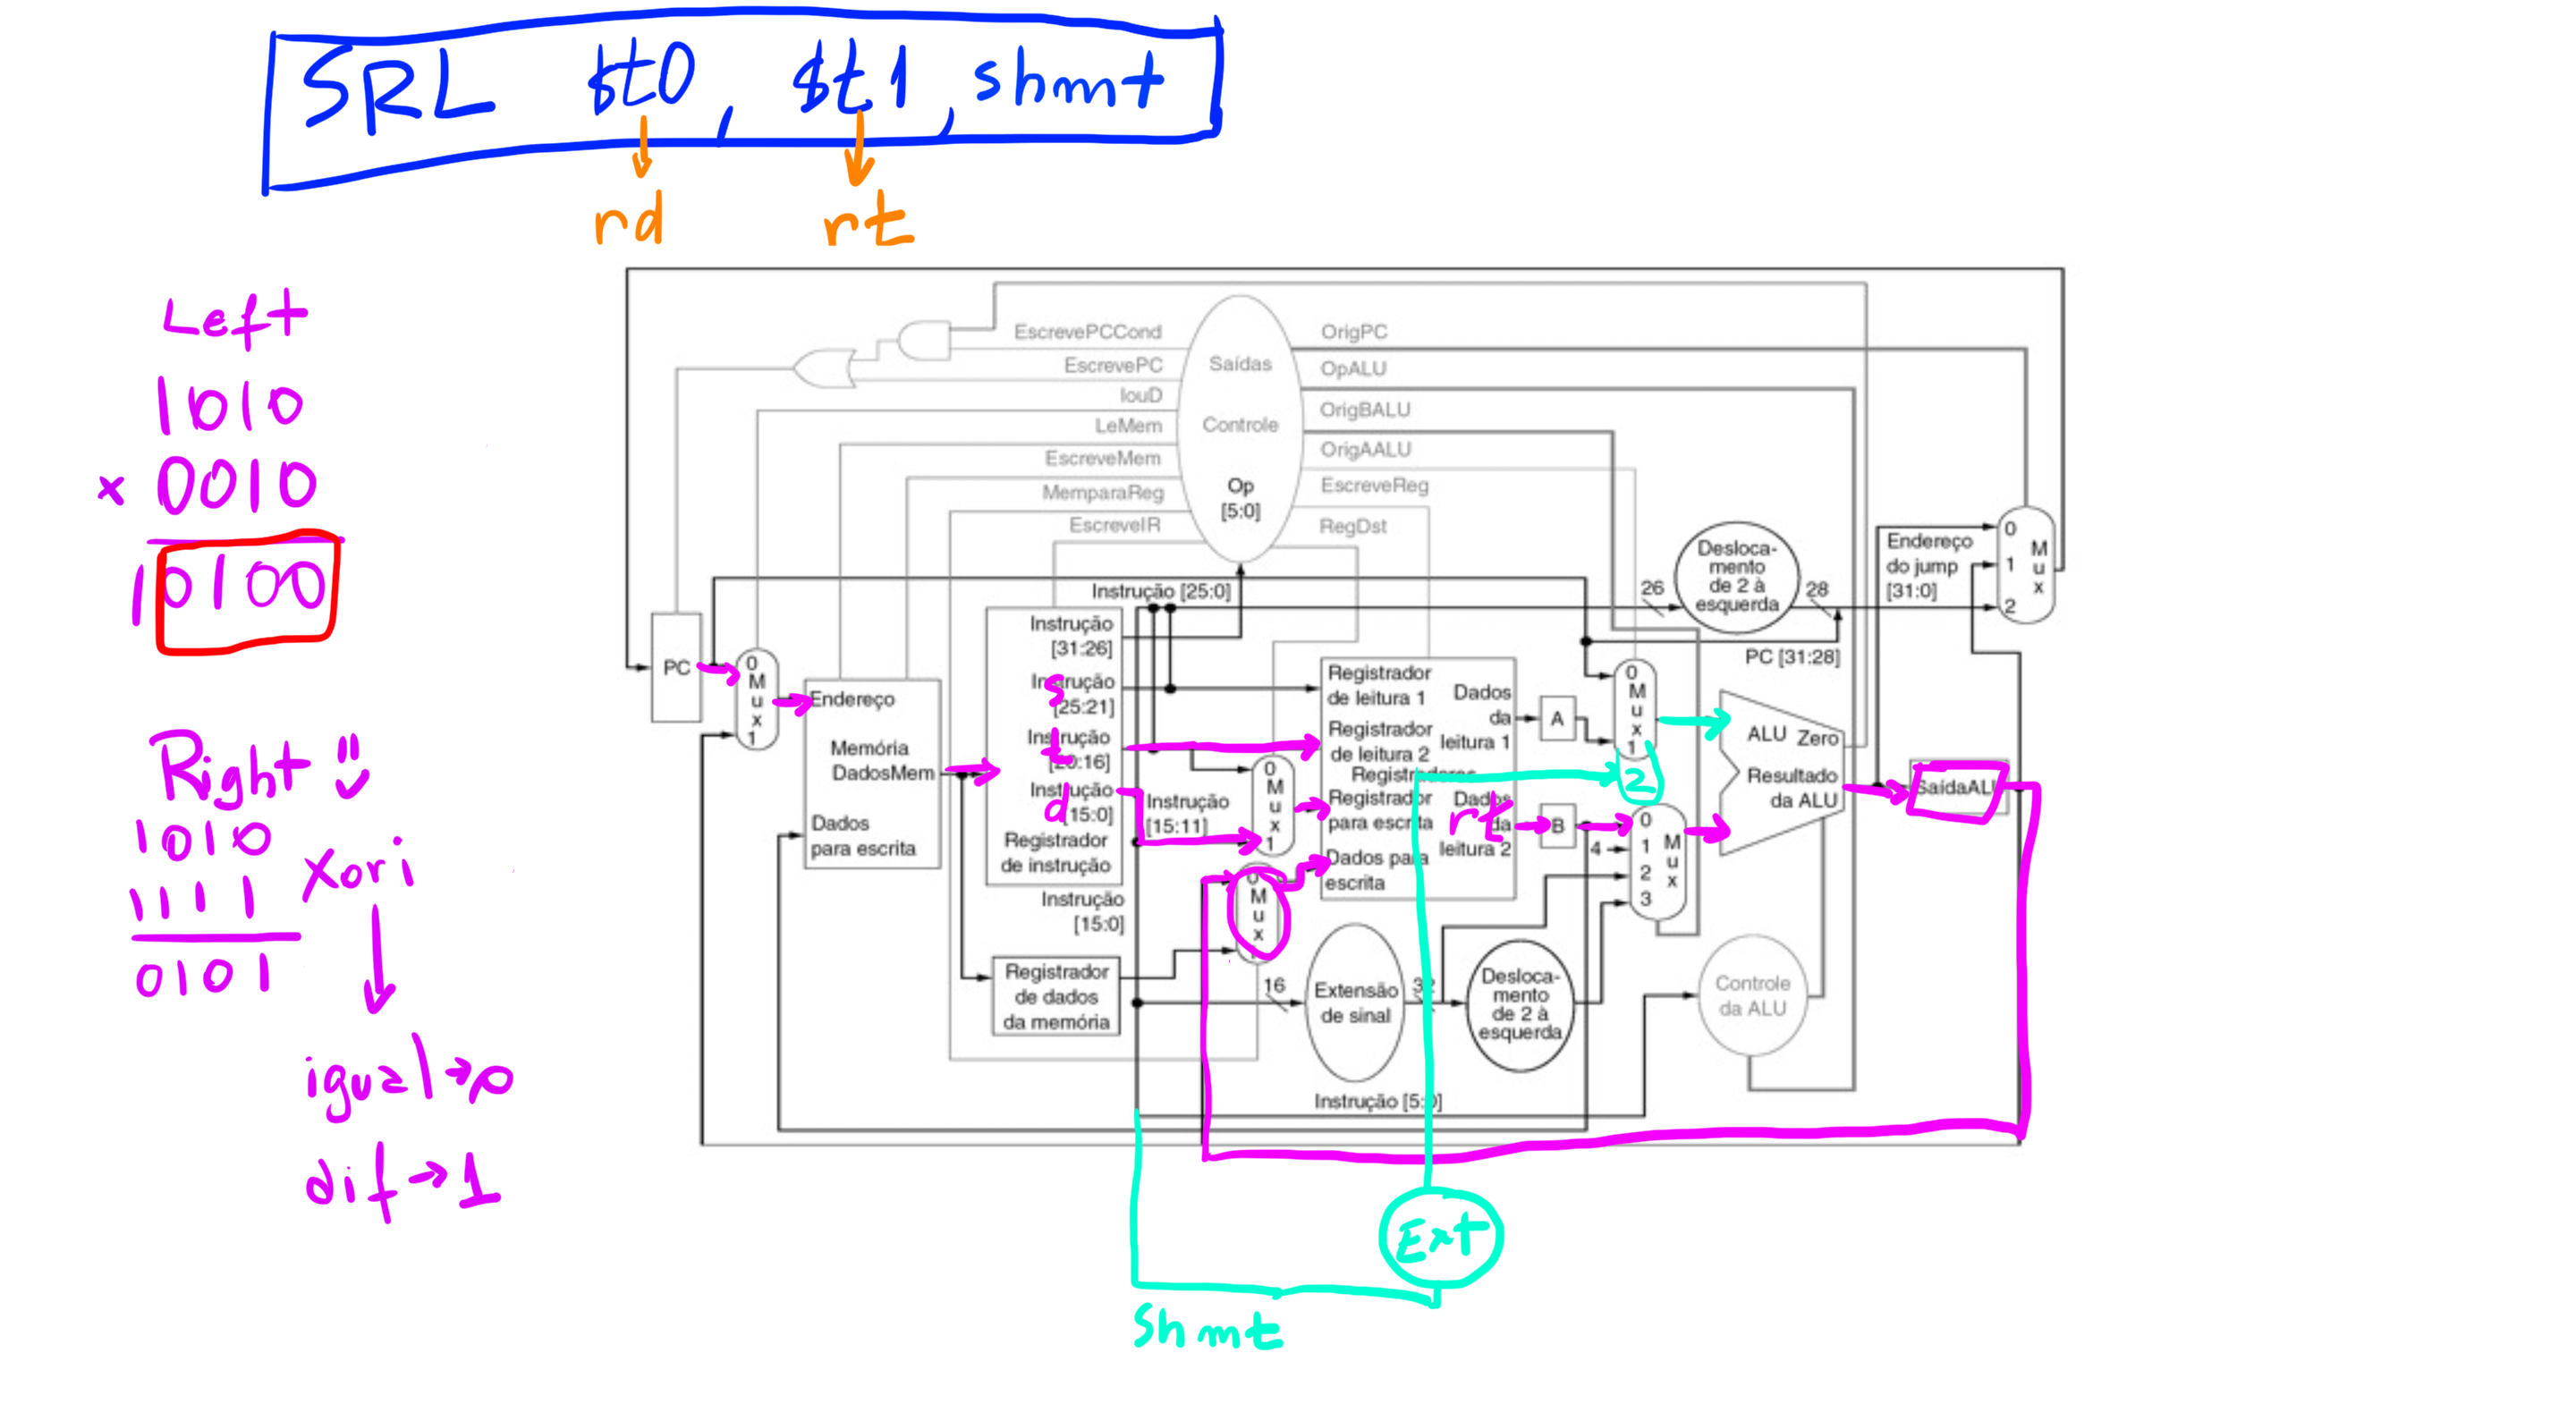 SRL $t0, $t1, shmt
rd rt
Left
1010
x 0010
10100
Right
1010
1111
0101
Xori
igual→0
dif→1
EscrevePCCond
EscrevePC
IouD
LeMem
EscreveMem
MemparaReg
EscreveIR
Saídas
Controle
Op
[5:0]
OrigPC
OpALU
OrigBALU
OrigAALU
EscreveReg
RegDst
Instrução [25:0]
26
Desloca-
mento
de 2 à
esquerda
28
Endereço
do jump
[31:0]
0
1
2
M
u
x
PC [31:28]
PC
0
M
u
x
1
Endereço
Memória
DadosMem
Dados
para escrita
Instrução
[31:26]
s
Instrução
[25:21]
t
Instrução
[20:16]
d
Instrução
[15:0]
Registrador
de instrução
Instrução
[15:0]
Registrador
de dados
da memória
Instrução
[15:11]
0
M
u
x
1
0
M
u
x
1
Registrador
de leitura 1
Registrador
de leitura 2
Registradores
Registrador
para escrita
Dados para
escrita
Dados
da
leitura 1
Dados
da
leitura 2
rt
A
B
0
M
u
x
1
2
4
0
1
2
3
M
u
x
ALU Zero
Resultado
da ALU
SaídaALU
16
Extensão
de sinal
32
Desloca-
mento
de 2 à
esquerda
Controle
da ALU
Instrução [5:0]
Ext
Shmt